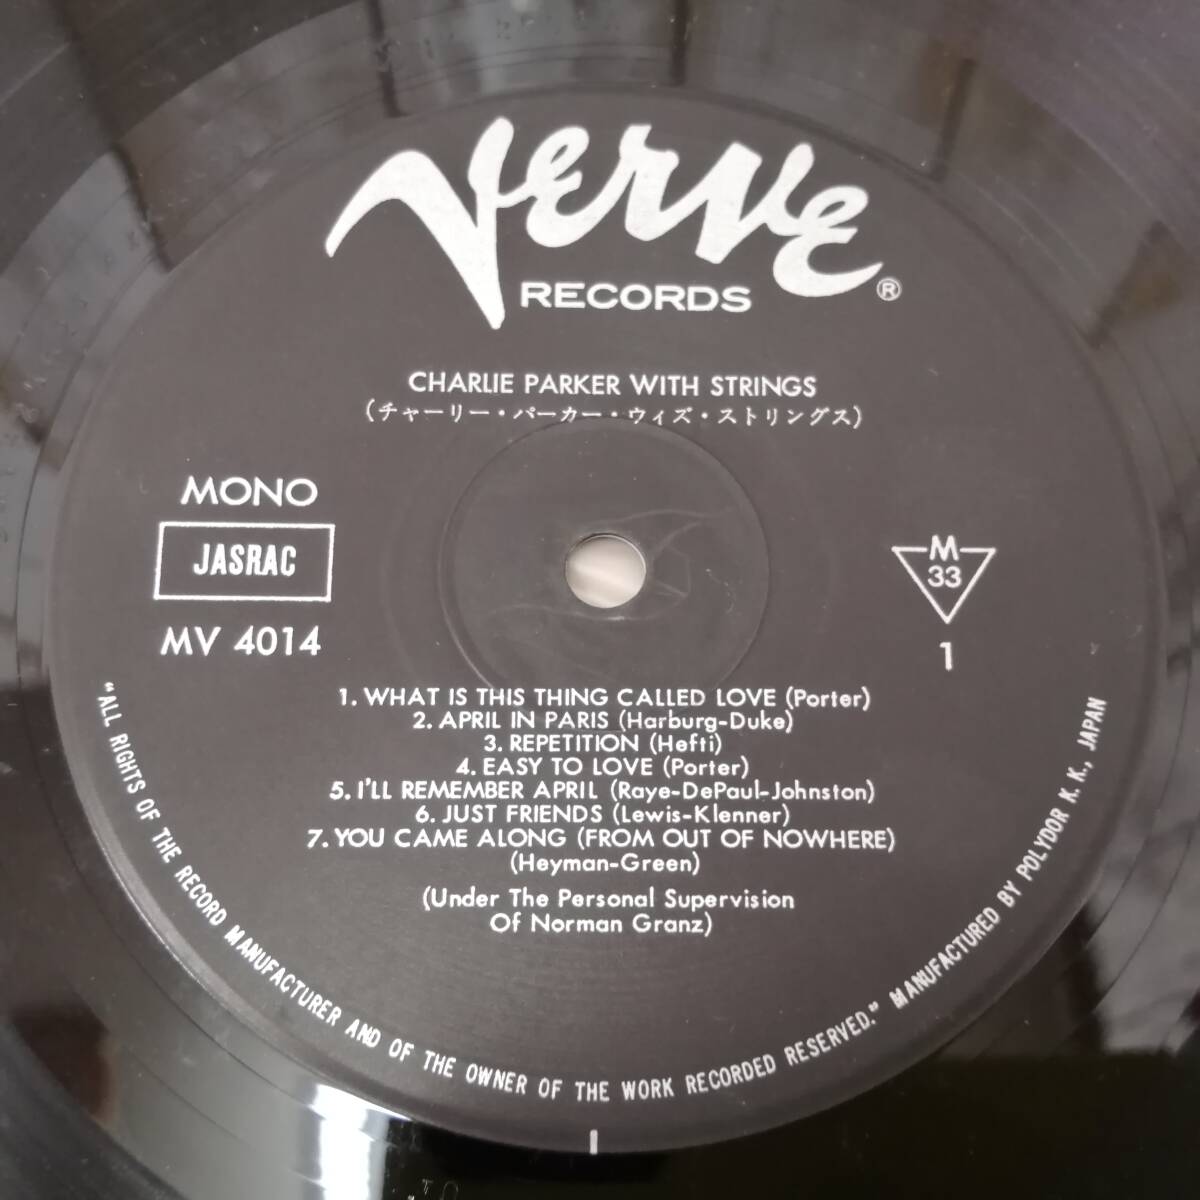 Verve
RECORDS ®
CHARLIE PARKER WITH STRINGS
(チャーリー・パーカー・ウィズ・ストリングス)
MONO
JASRAC
MV 4014
M
33
1
1. WHAT IS THIS THING CALLED LOVE (Porter)
2. APRIL IN PARIS (Harburg-Duke)
3. REPETITION (Hefti)
4. EASY TO LOVE (Porter)
5. I'LL REMEMBER APRIL (Raye-DePaul-Johnston)
6. JUST FRIENDS (Lewis-Klenner)
7. YOU CAME ALONG (FROM OUT OF NOWHERE)
(Heyman-Green)
(Under The Personal Supervision
Of Norman Granz)
"ALL RIGHTS OF THE RECORD MANUFACTURER AND OF THE OWNER OF THE WORK RECORDED RESERVED." MANUFACTURED BY POLYDOR K. K., JAPAN